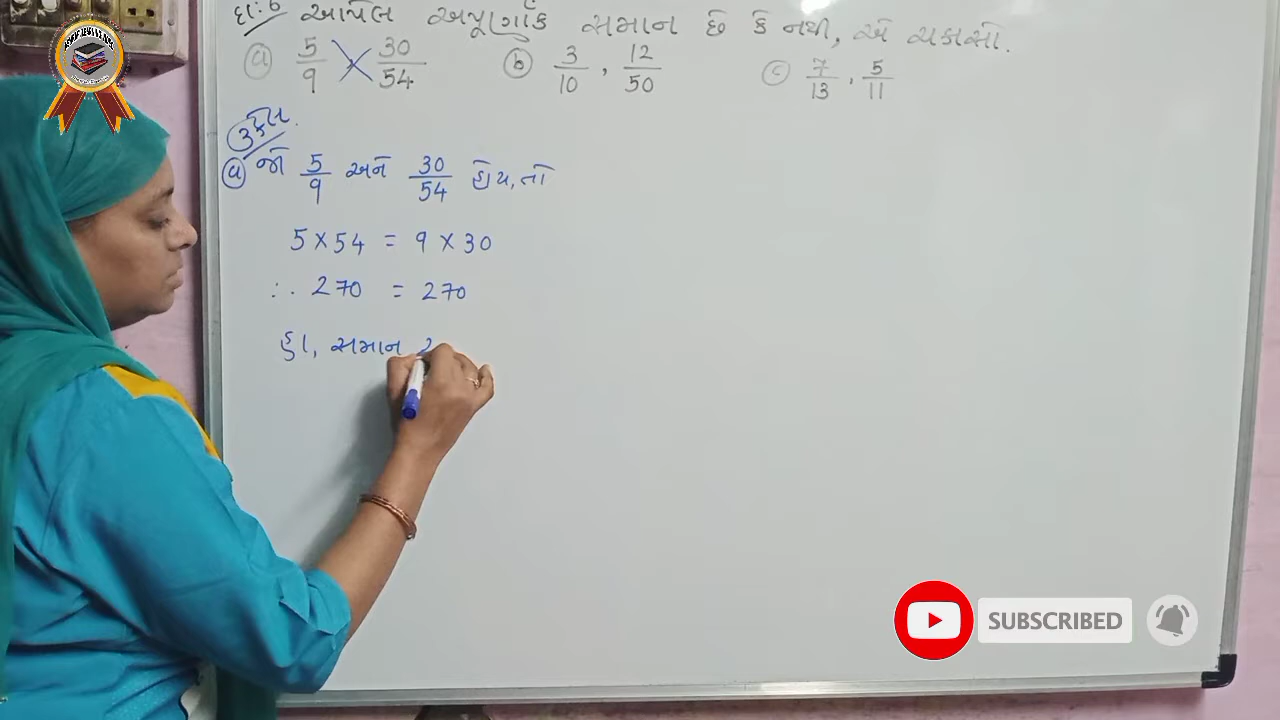 દા:6 આપેલ અપૂર્ણાંક સમાન છે કે નથી, એ ચકાસો.
a 5/9 30/54 b 3/10 , 12/50 c 7/13 , 5/11
ઉકેલ.
a જો 5/9 અને 30/54 હોય, તો
5 × 54 = 9 × 30
∴ 270 = 270
હા, સમાન
SUBSCRIBED